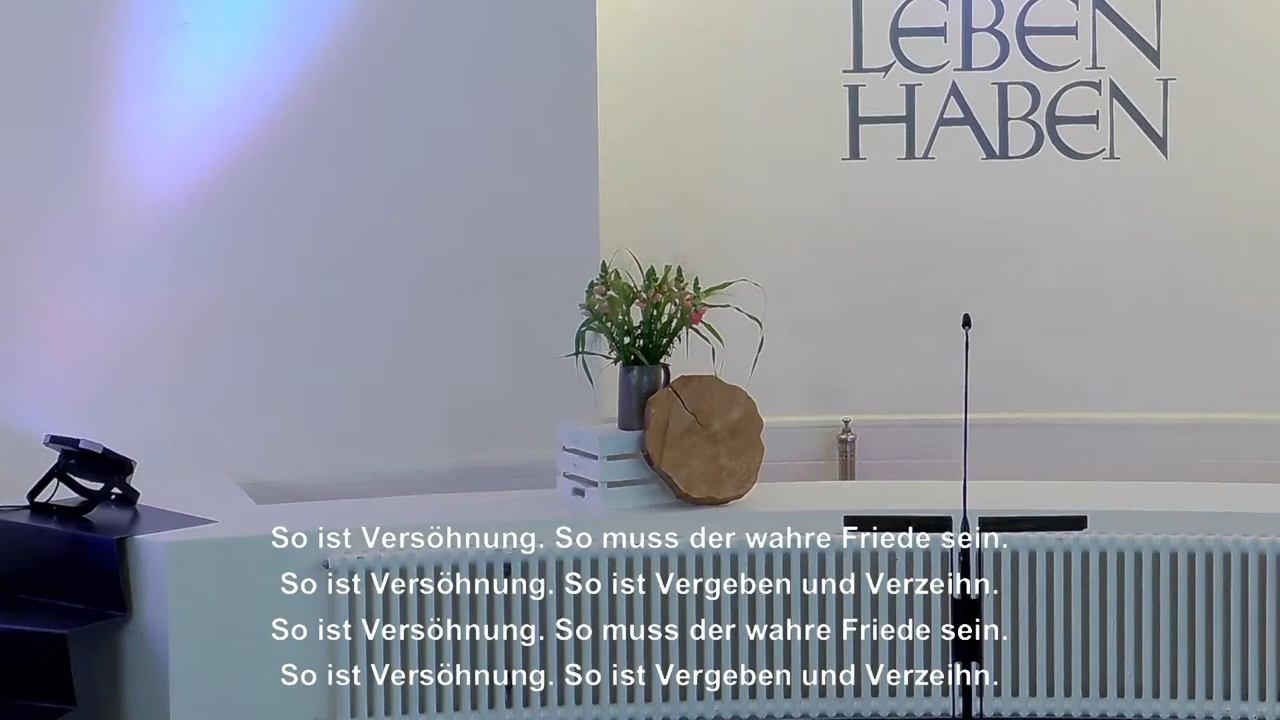 LEBEN
HABEN
So ist Versöhnung. So muss der wahre Friede sein.
So ist Versöhnung. So ist Vergeben und Verzeihn.
So ist Versöhnung. So muss der wahre Friede sein.
So ist Versöhnung. So ist Vergeben und Verzeihn.